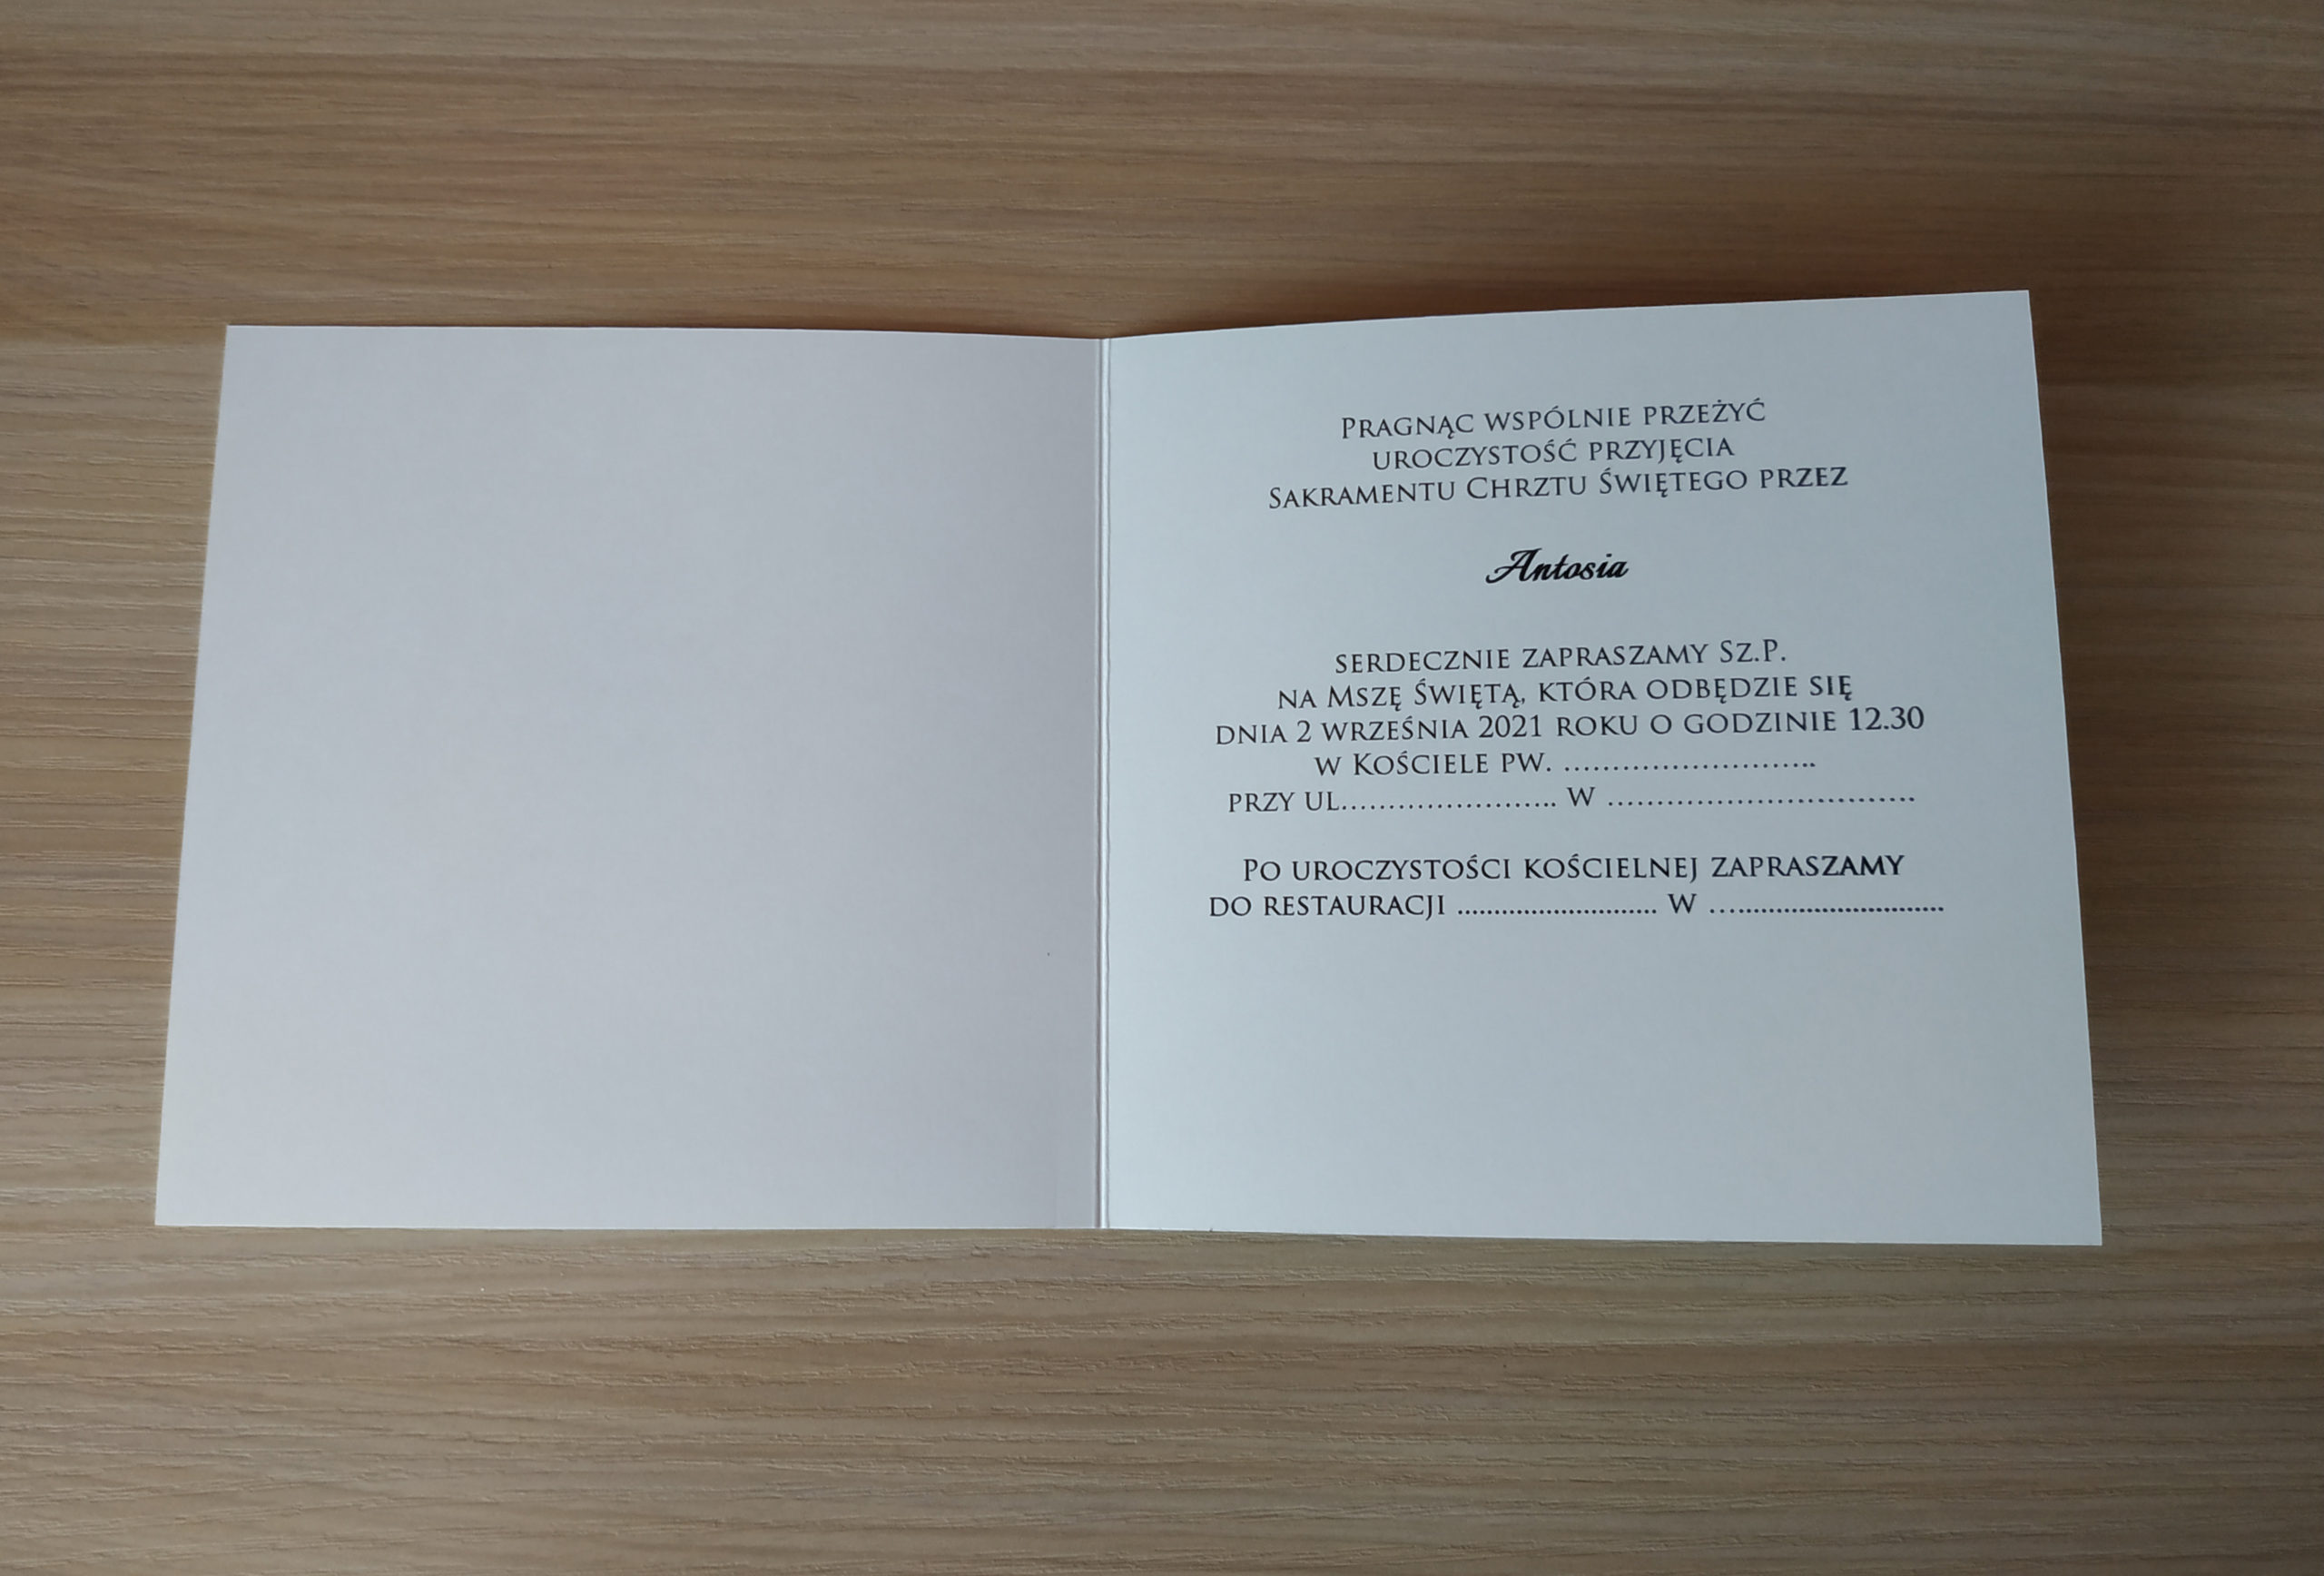 Pragnąc wspólnie przeżyć
uroczystość przyjęcia
Sakramentu Chrztu Świętego przez
Antosia
serdecznie zapraszamy Sz.P.
na Mszę Świętą, która odbędzie się
dnia 2 września 2021 roku o godzinie 12.30
w Kościele pw. ...............................
przy ul........................... w ......................................
Po uroczystości kościelnej zapraszamy
do restauracji ............................ w .................................